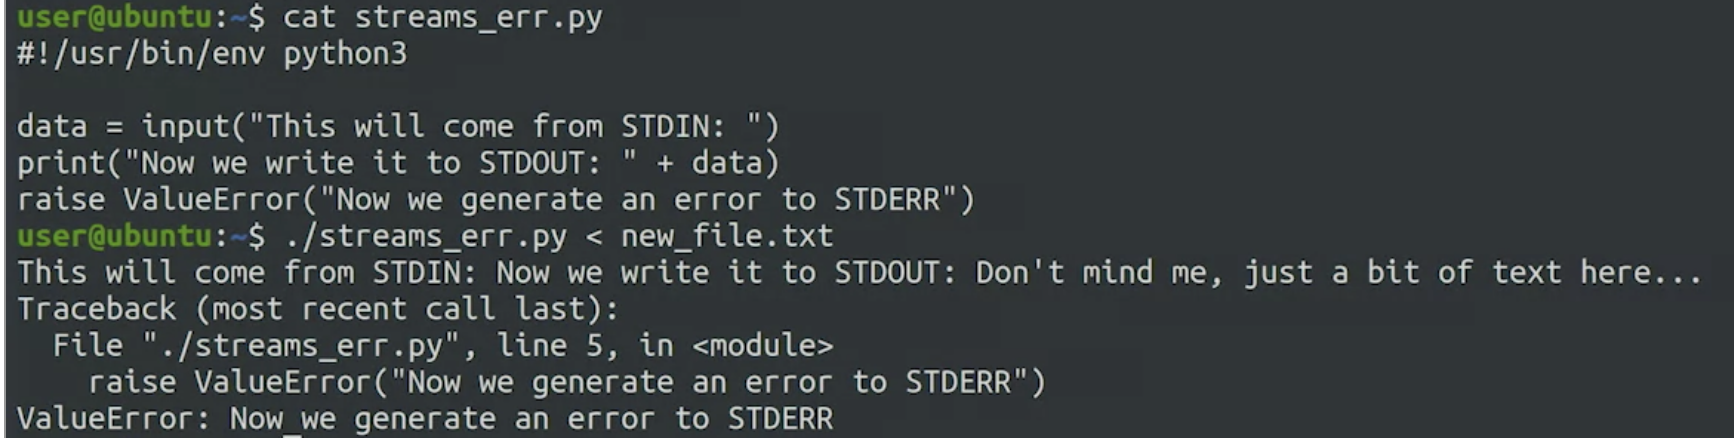 user@ubuntu:~$ cat streams_err.py
#!/usr/bin/env python3
data = input("This will come from STDIN: ")
print("Now we write it to STDOUT: " + data)
raise ValueError("Now we generate an error to STDERR")
user@ubuntu:~$ ./streams_err.py < new_file.txt
This will come from STDIN: Now we write it to STDOUT: Don't mind me, just a bit of text here...
Traceback (most recent call last):
  File "./streams_err.py", line 5, in <module>
    raise ValueError("Now we generate an error to STDERR")
ValueError: Now we generate an error to STDERR